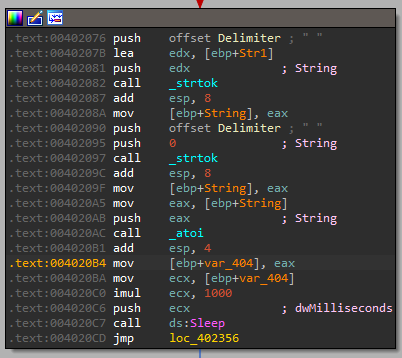 .text:00402076 push offset Delimiter ; " "
.text:0040207B lea edx, [ebp+Str1]
.text:00402081 push edx ; String
.text:00402082 call _strtok
.text:00402087 add esp, 8
.text:0040208A mov [ebp+String], eax
.text:00402090 push offset Delimiter ; " "
.text:00402095 push 0 ; String
.text:00402097 call _strtok
.text:0040209C add esp, 8
.text:0040209F mov [ebp+String], eax
.text:004020A5 mov eax, [ebp+String]
.text:004020AB push eax ; String
.text:004020AC call _atoi
.text:004020B1 add esp, 4
.text:004020B4 mov [ebp+var_404], eax
.text:004020BA mov ecx, [ebp+var_404]
.text:004020C0 imul ecx, 1000
.text:004020C6 push ecx ; dwMilliseconds
.text:004020C7 call ds:Sleep
.text:004020CD jmp loc_402356